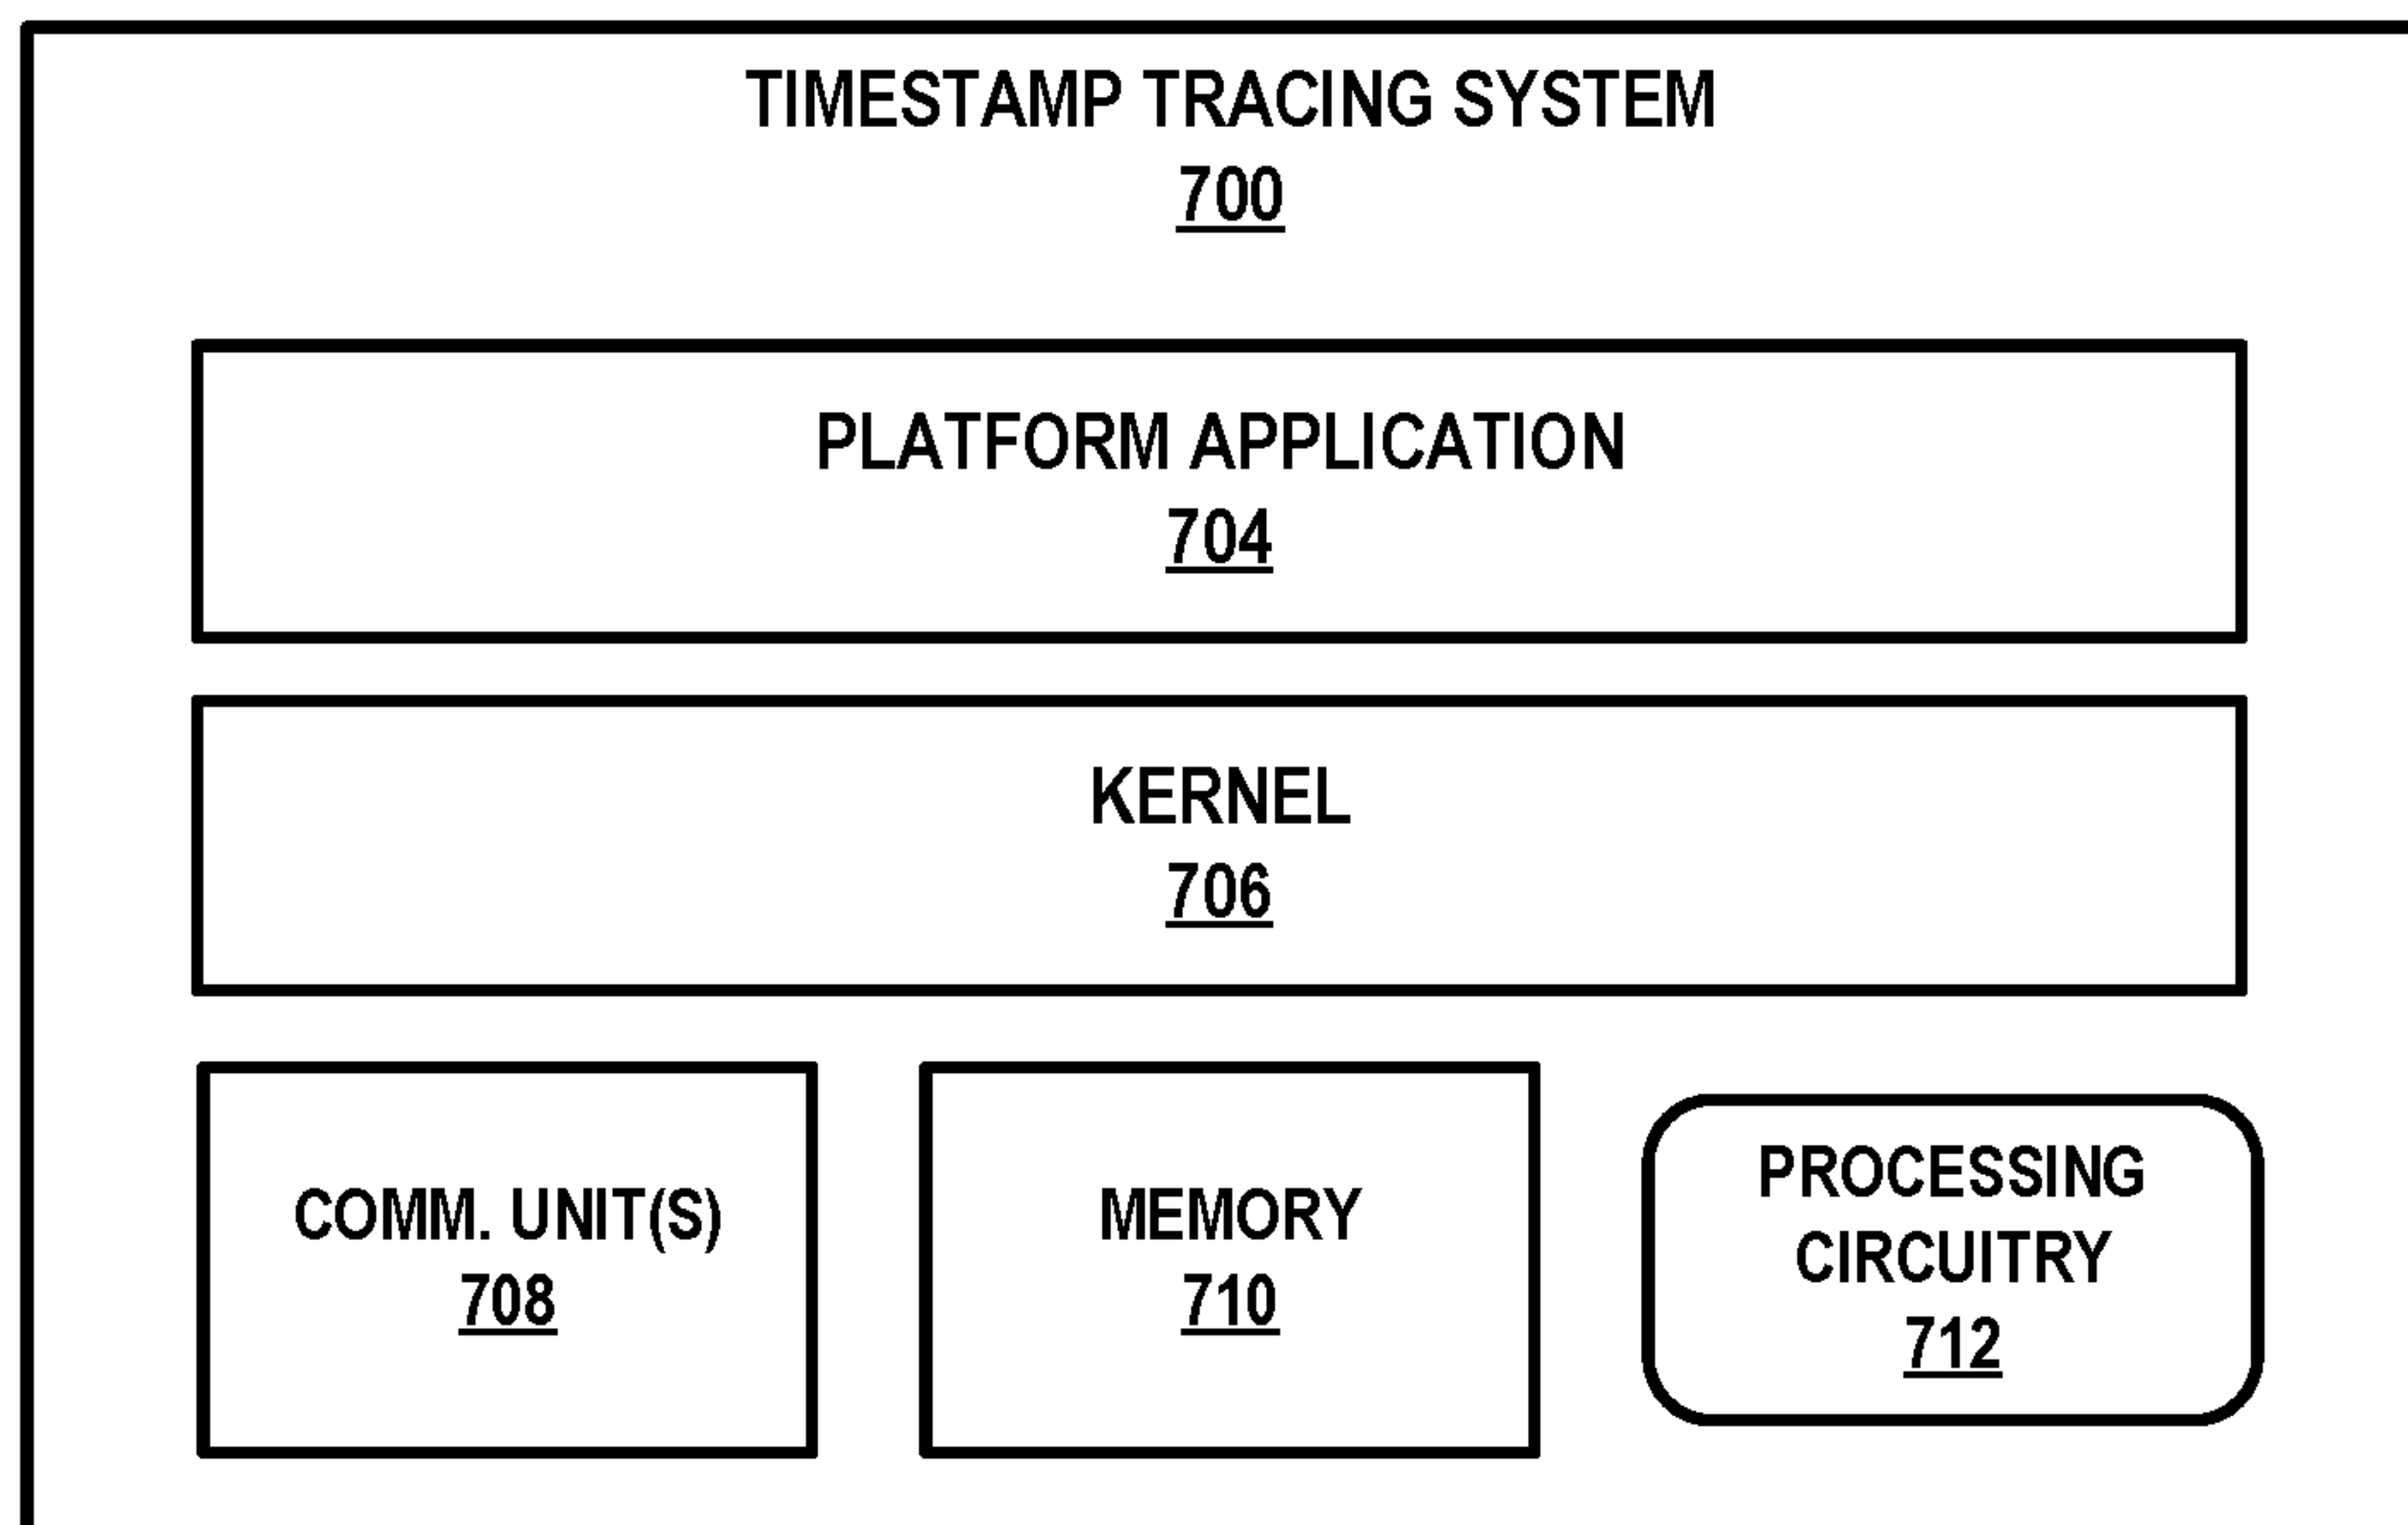 TIMESTAMP TRACING SYSTEM
700
PLATFORM APPLICATION
704
KERNEL
706
COMM. UNIT(S)
708
MEMORY
710
PROCESSING
CIRCUITRY
712